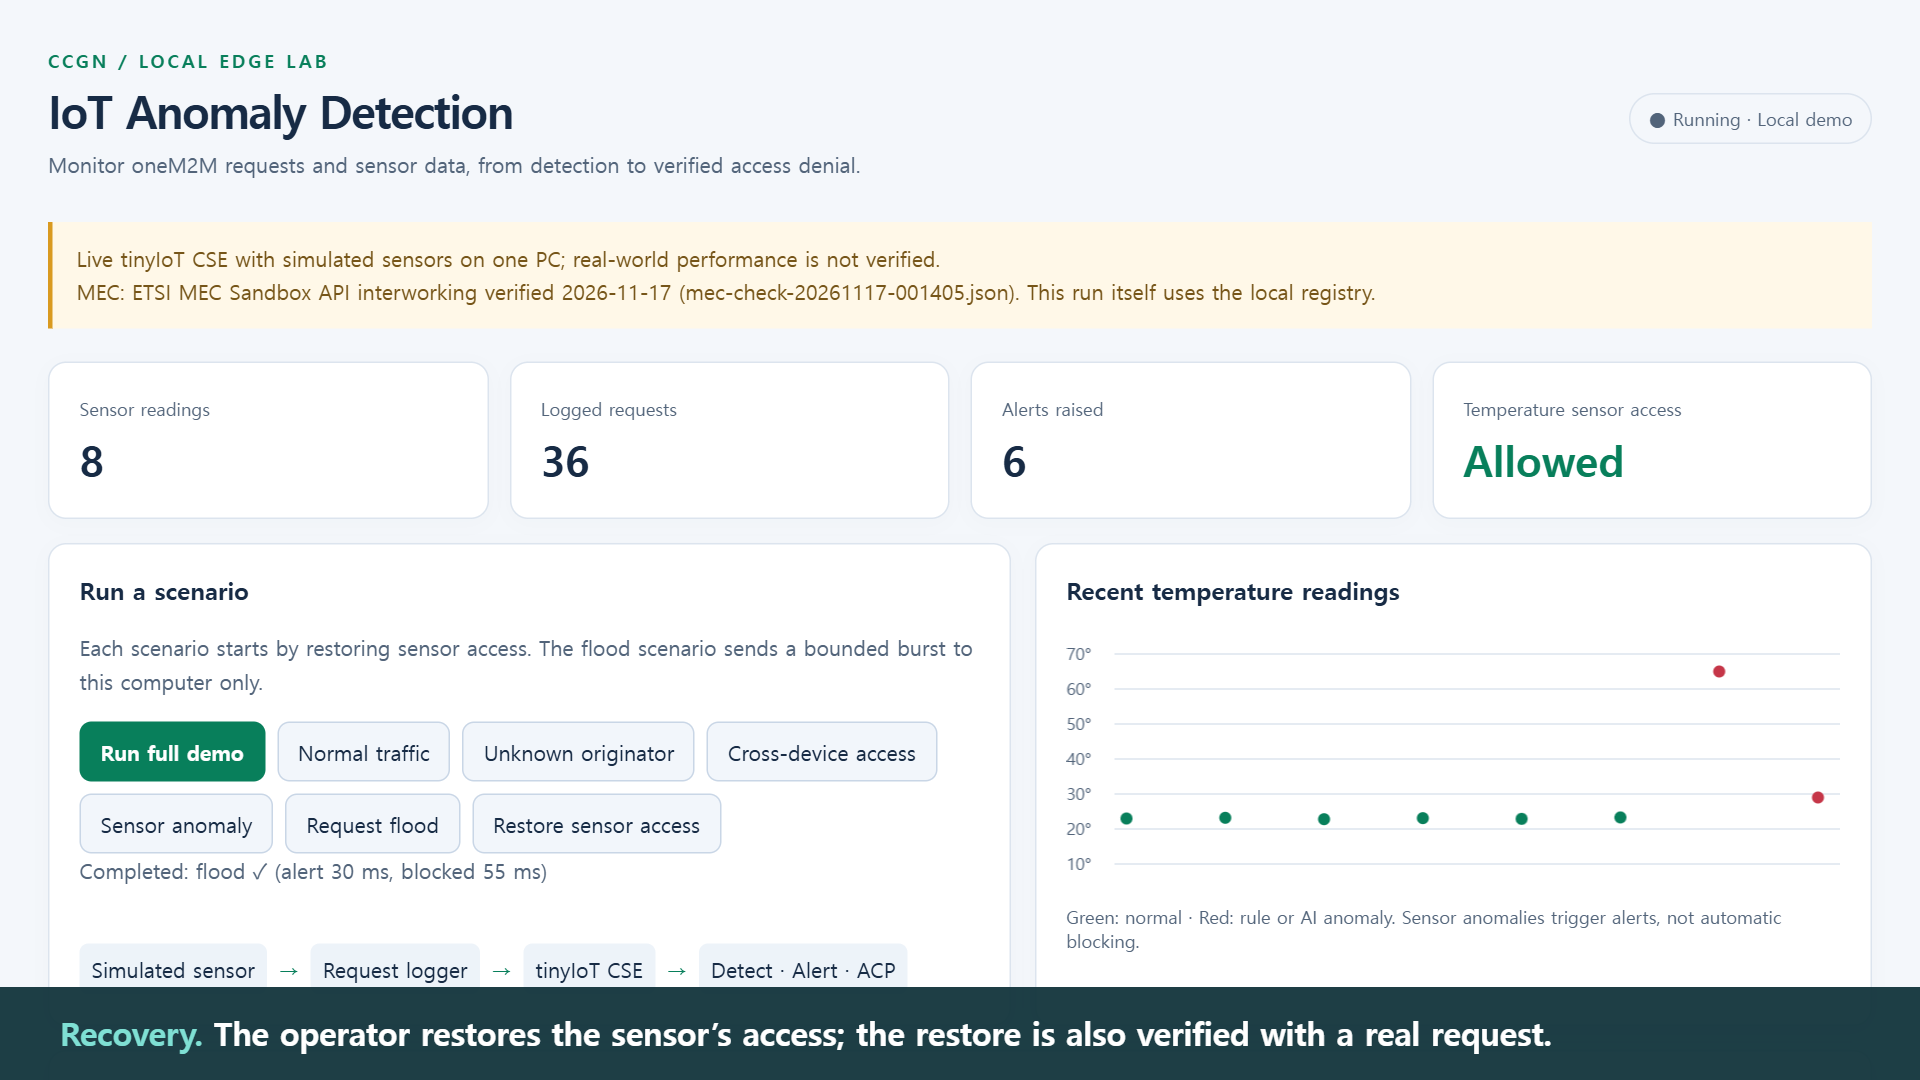 CCGN / LOCAL EDGE LAB
IoT Anomaly Detection
Monitor oneM2M requests and sensor data, from detection to verified access denial.
Running · Local demo
Live tinyIoT CSE with simulated sensors on one PC; real-world performance is not verified.
MEC: ETSI MEC Sandbox API interworking verified 2026-11-17 (mec-check-20261117-001405.json). This run itself uses the local registry.
Sensor readings
8
Logged requests
36
Alerts raised
6
Temperature sensor access
Allowed
Run a scenario
Each scenario starts by restoring sensor access. The flood scenario sends a bounded burst to
this computer only.
Run full demo
Normal traffic
Unknown originator
Cross-device access
Sensor anomaly
Request flood
Restore sensor access
Completed: flood ✓ (alert 30 ms, blocked 55 ms)
Simulated sensor → Request logger → tinyIoT CSE → Detect · Alert · ACP
Recent temperature readings
70°
60°
50°
40°
30°
20°
10°
Green: normal · Red: rule or AI anomaly. Sensor anomalies trigger alerts, not automatic
blocking.
Recovery. The operator restores the sensor’s access; the restore is also verified with a real request.